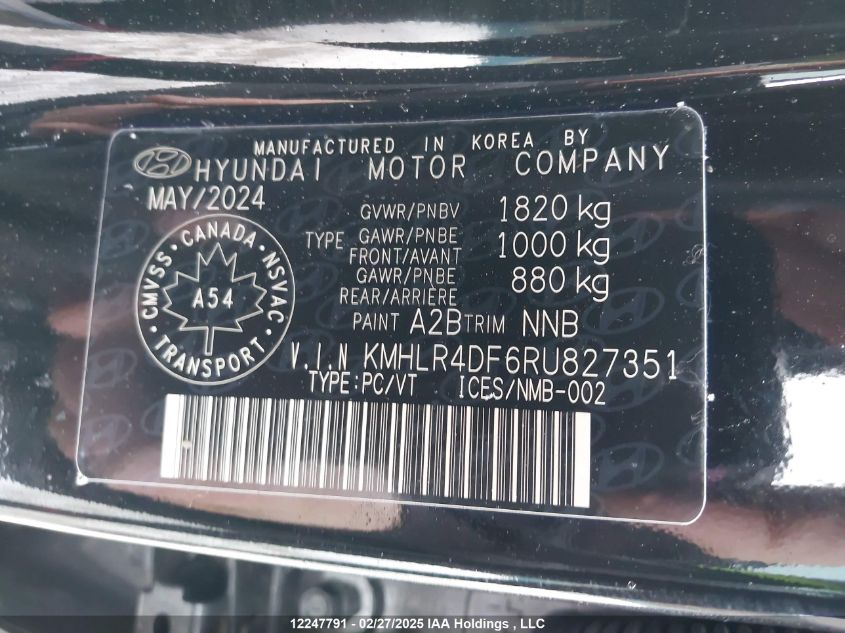 MANUFACTURED IN KOREA BY
HYUNDAI MOTOR COMPANY
MAY/2024
GVWR/PNBV 1820 kg
TYPE GAWR/PNBE 1000 kg
FRONT/AVANT
GAWR/PNBE 880 kg
REAR/ARRIÈRE
PAINT A2B TRIM NNB
CMVSS · CANADA · NSVAC
A54
· TRANSPORT ·
V.I.N KMHLR4DF6RU827351
TYPE:PC/VT ICES/NMB-002
12247791 - 02/27/2025 IAA Holdings, LLC